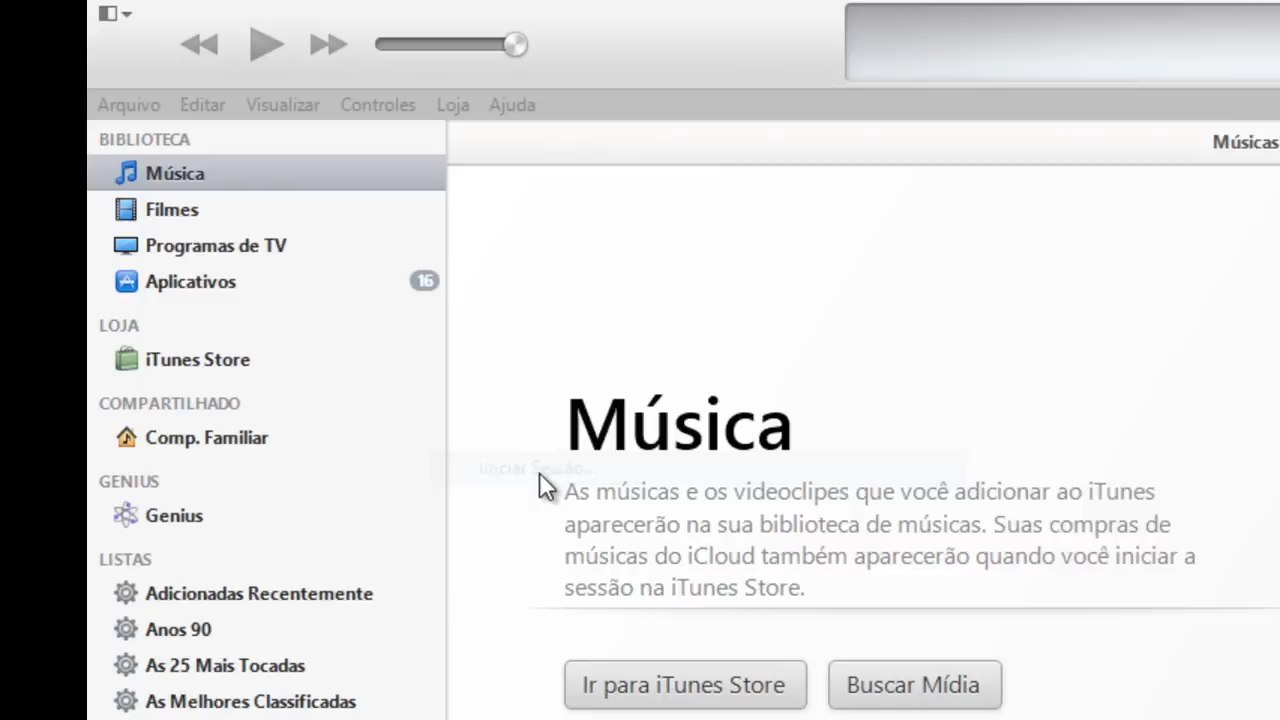 Arquivo Editar Visualizar Controles Loja Ajuda
BIBLIOTECA
Músicas
Música
Filmes
Programas de TV
Aplicativos 16
LOJA
iTunes Store
COMPARTILHADO
Comp. Familiar
GENIUS
Genius
LISTAS
Adicionadas Recentemente
Anos 90
As 25 Mais Tocadas
As Melhores Classificadas
Música
Iniciar Sessão...
As músicas e os videoclipes que você adicionar ao iTunes
aparecerão na sua biblioteca de músicas. Suas compras de
músicas do iCloud também aparecerão quando você iniciar a
sessão na iTunes Store.
Ir para iTunes Store Buscar Mídia